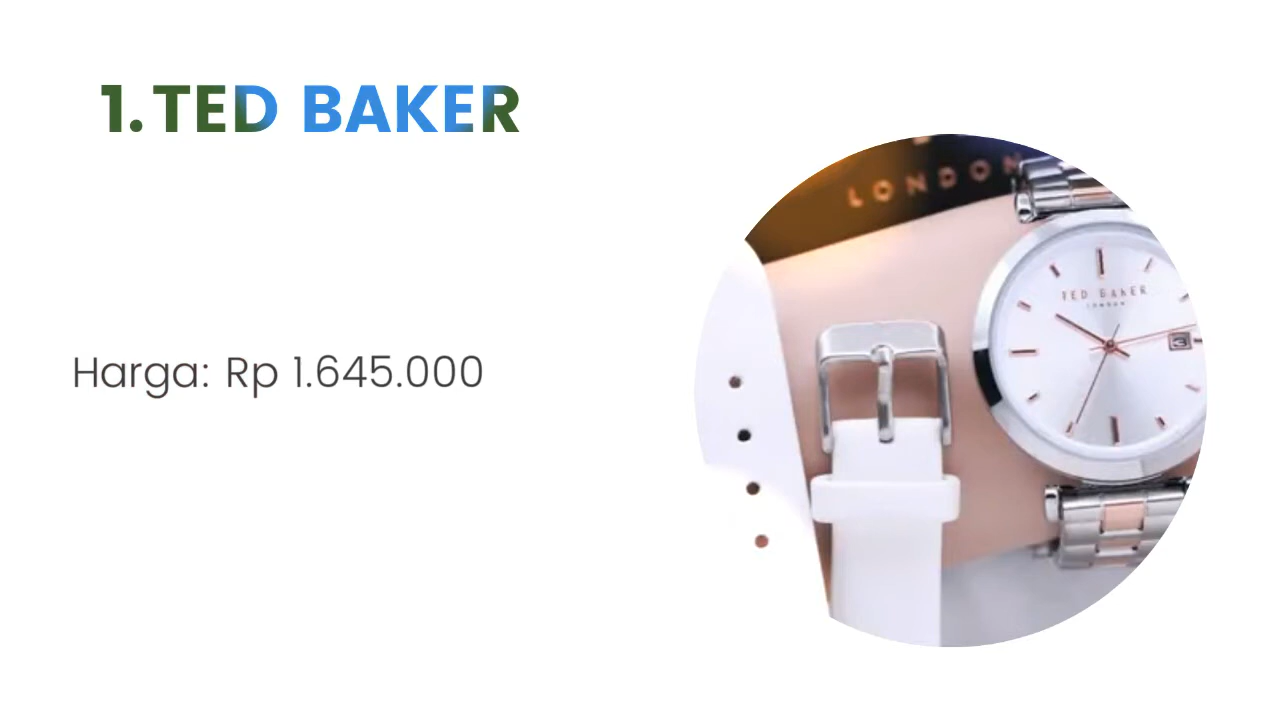 1. TED BAKER
Harga: Rp 1.645.000
LONDON
TED BAKER
LONDON